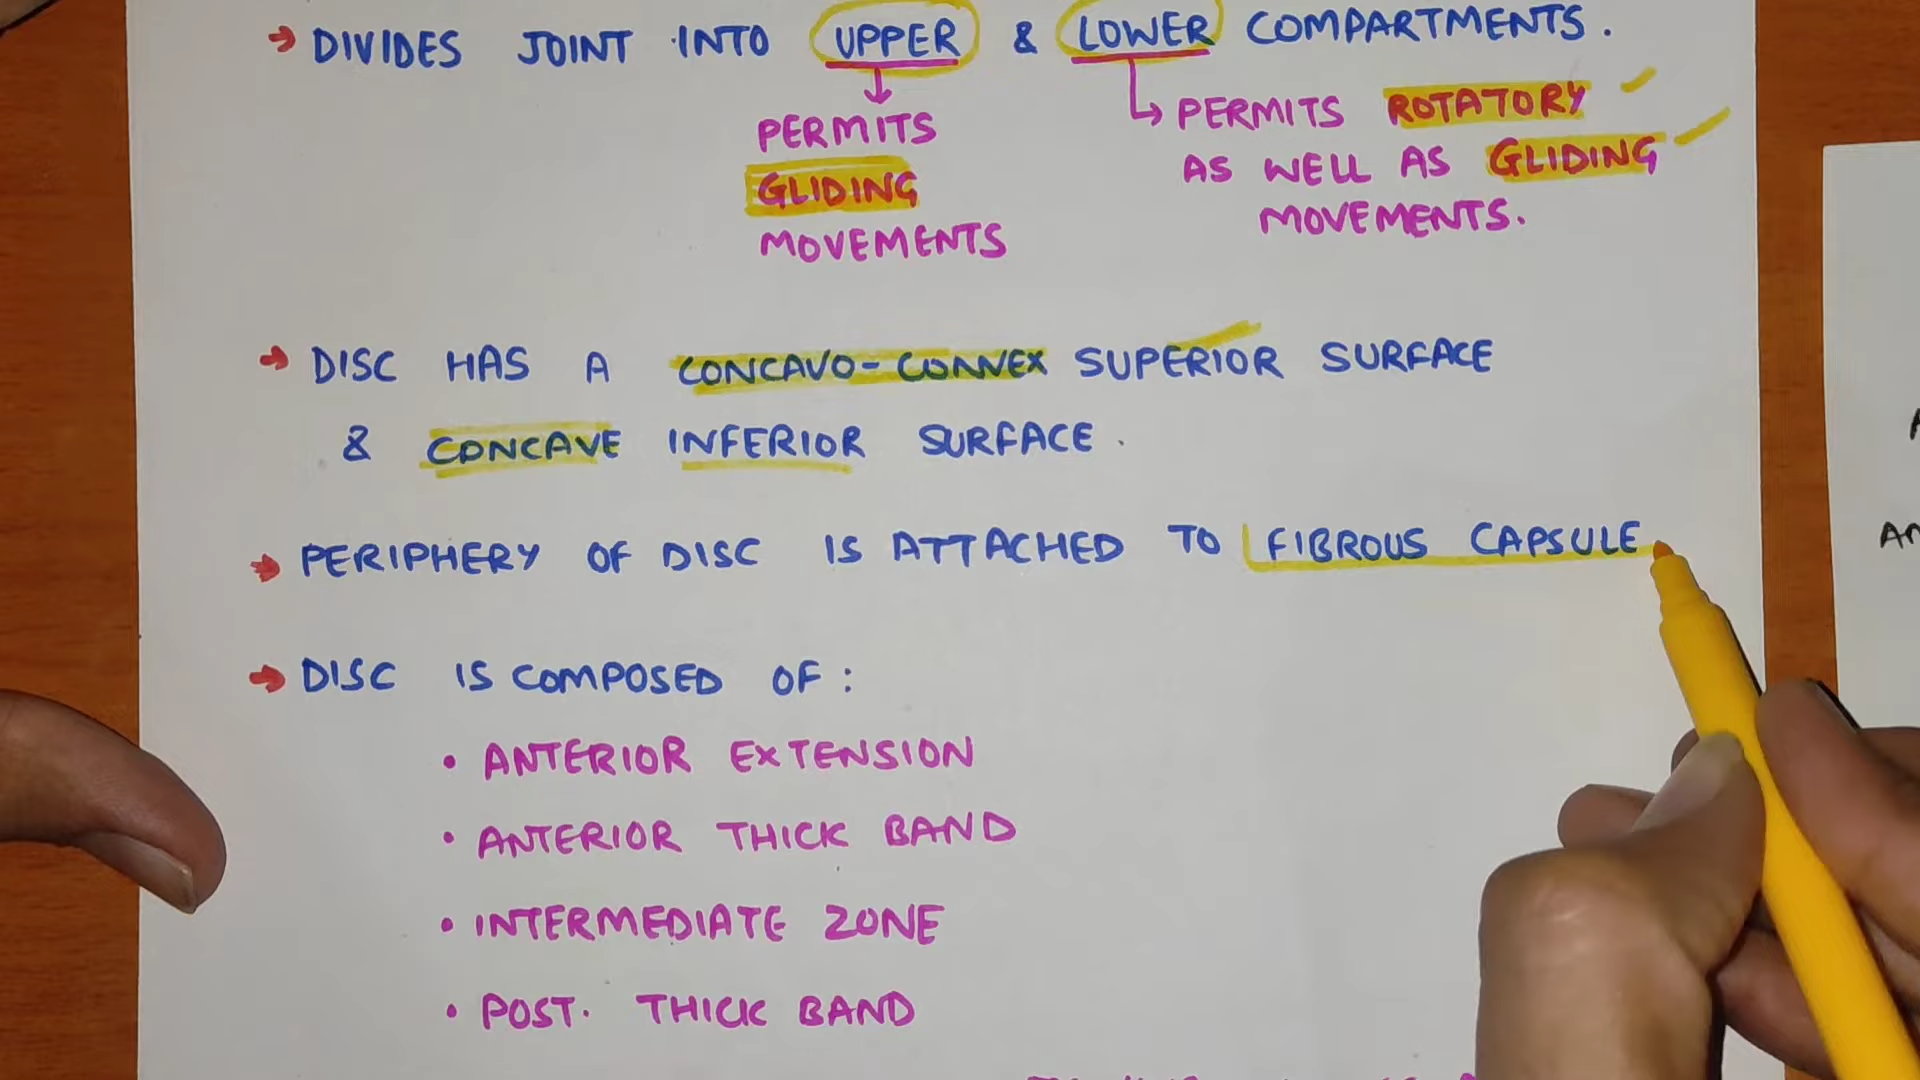 → DIVIDES JOINT INTO UPPER & LOWER COMPARTMENTS.
PERMITS GLIDING MOVEMENTS
PERMITS ROTATORY
AS WELL AS GLIDING
MOVEMENTS.
→ DISC HAS A CONCAVO-CONVEX SUPERIOR SURFACE
& CONCAVE INFERIOR SURFACE.
→ PERIPHERY OF DISC IS ATTACHED TO FIBROUS CAPSULE
→ DISC IS COMPOSED OF :
• ANTERIOR EXTENSION
• ANTERIOR THICK BAND
• INTERMEDIATE ZONE
• POST. THICK BAND